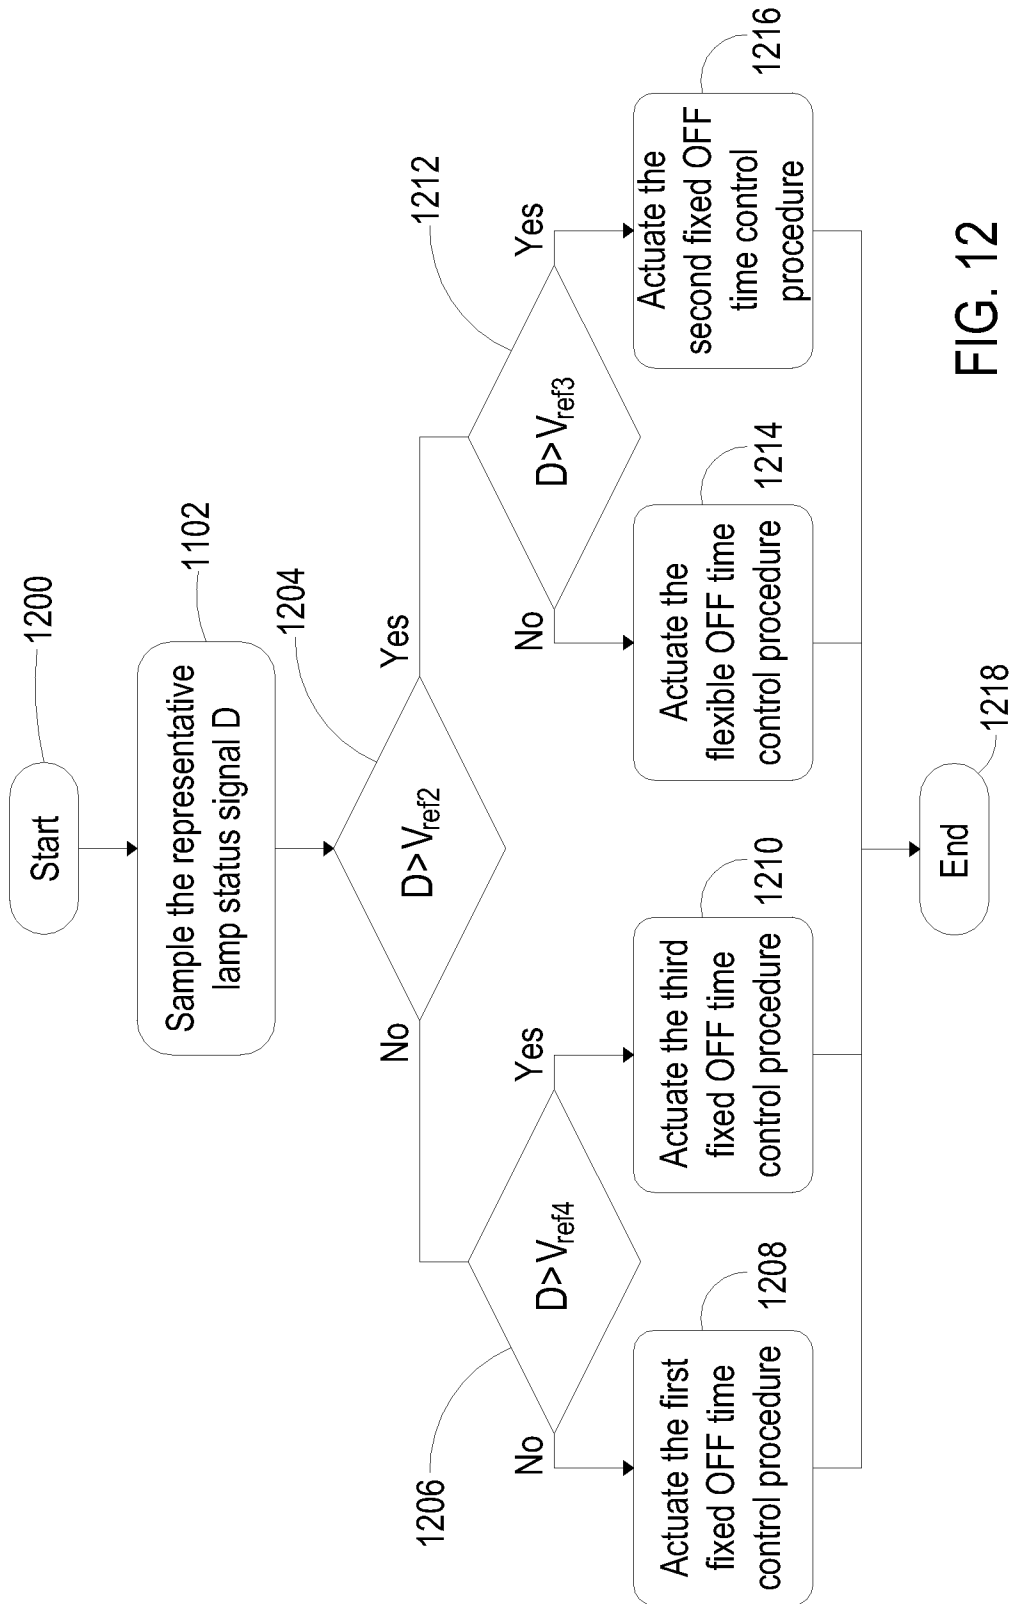 Start
1200
Sample the representative
lamp status signal D
1102
D> Vref2
1204
No
Yes
D> Vref4
1206
No
Yes
D> Vref3
1212
No
Yes
Actuate the first
fixed OFF time
control procedure
1208
Actuate the third
fixed OFF time
control procedure
1210
Actuate the
flexible OFF time
control procedure
1214
Actuate the
second fixed OFF
time control
procedure
1216
End
1218
FIG. 12